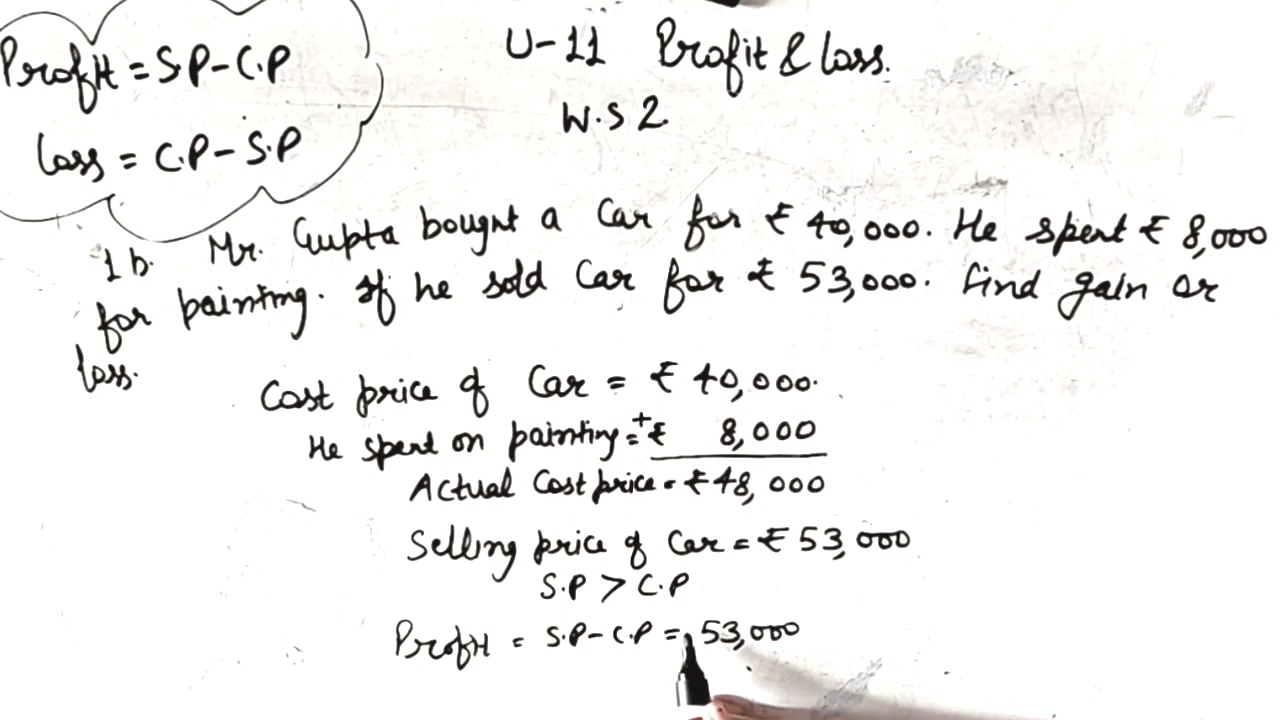 Profit = S.P-C.P
loss = C.P-S.P
U-11 Profit & loss.
W.S 2.
1 b. Mr. Gupta bought a Car for ₹ 40,000. He spent ₹ 8,000
for painting. If he sold Car for ₹ 53,000. find gain or
loss.
Cost price of Car = ₹ 40,000.
He spent on painting = +₹ 8,000
Actual Cost price = ₹ 48,000
Selling price of Car = ₹ 53,000
S.P > C.P
Profit = S.P-C.P = 53,000